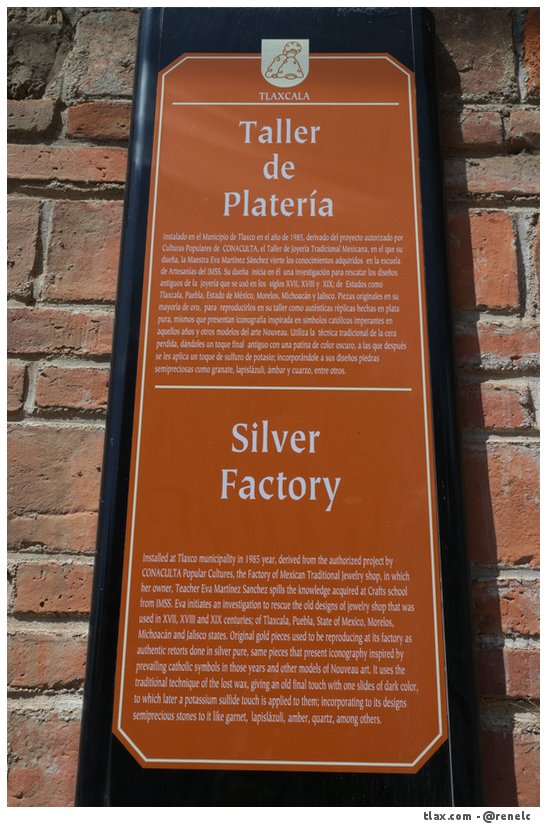 TLAXCALA
Taller
de
Platería
Instalado en el Municipio de Tlaxco en el año de 1985, derivado del proyecto autorizado por
Culturas Populares de CONACULTA, el Taller de Joyería Tradicional Mexicana, en el que su
dueña, la Maestra Eva Martínez Sánchez vierte los conocimientos adquiridos en la escuela
de Artesanías del IMSS. Su dueña inicia en él una investigación para rescatar los diseños
antiguos de la joyería que se usó en los siglos XVII, XVIII y XIX; de Estados como
Tlaxcala, Puebla, Estado de México, Morelos, Michoacán y Jalisco. Piezas originales en su
mayoría de oro, para reproducirlos en su taller como auténticas réplicas hechas en plata
pura, mismos que presentan iconografía inspirada en símbolos católicos imperantes en
aquellos años y otros modelos del arte Nouveau. Utiliza la técnica tradicional de la cera
perdida, dándoles un toque final antiguo con una patina de color oscuro, a las que después
se les aplica un toque de sulfuro de potasio; incorporándole a sus diseños piedras
semipreciosas como granate, lapislázuli, ámbar y cuarzo, entre otros.
Silver
Factory
Installed at Tlaxco municipality in 1985 year, derived from the authorized project by
CONACULTA Popular Cultures, the Factory of Mexican Traditional Jewelry shop, in which
her owner, Teacher Eva Martínez Sanchez spills the knowledge acquired at Crafts school
from IMSS. Eva initiates an investigation to rescue the old designs of jewelry shop that was
used in XVII, XVIII and XIX centuries; of Tlaxcala, Puebla, State of Mexico, Morelos,
Michoacán and Jalisco states. Original gold pieces used to be reproducing at its factory as
authentic retorts done in silver pure, same pieces that present iconography inspired by
prevailing catholic symbols in those years and other models of Nouveau art. It uses the
traditional technique of the lost wax, giving an old final touch with one slides of dark color,
to which later a potassium sulfide touch is applied to them; incorporating to its designs
semiprecious stones to it like garnet, lapislázuli, amber, quartz, among others.
tlax.com - @renelc